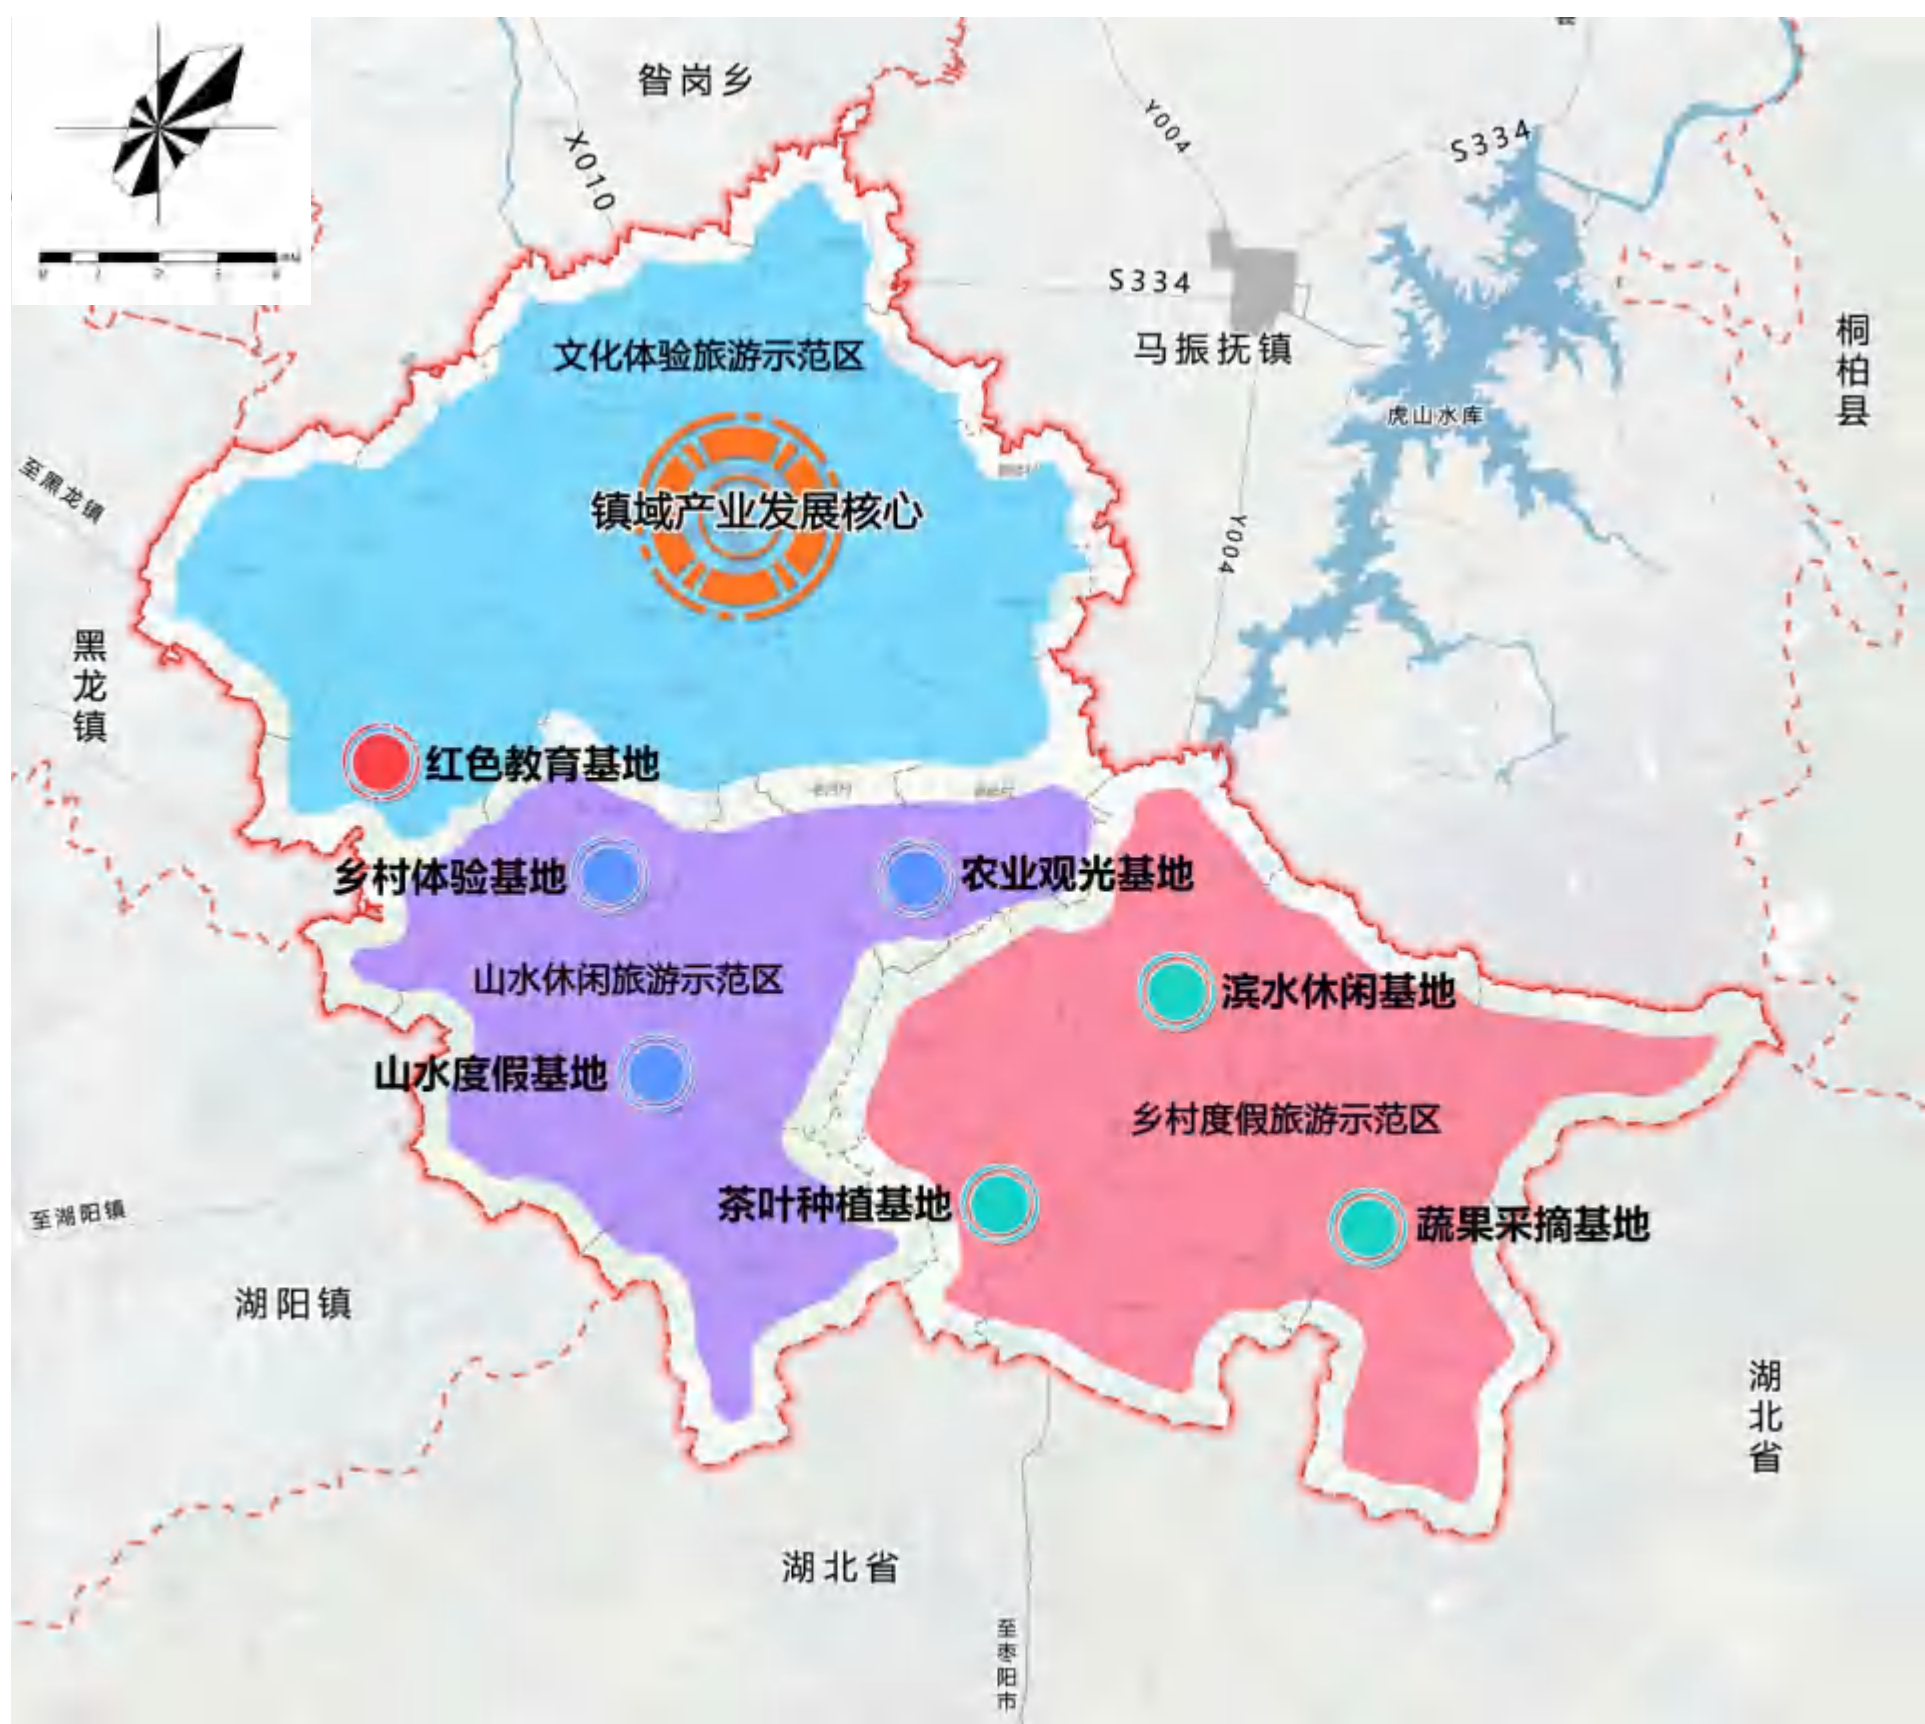 昝岗乡
X010
Y004
S334
S334
马振抚镇
桐柏县
虎山水库
文化体验旅游示范区
镇域产业发展核心
至黑龙镇
Y004
黑龙镇
红色教育基地
乡村体验基地
农业观光基地
山水休闲旅游示范区
滨水休闲基地
山水度假基地
乡村度假旅游示范区
茶叶种植基地
蔬果采摘基地
至湖阳镇
湖阳镇
湖北省
湖北省
至枣阳市